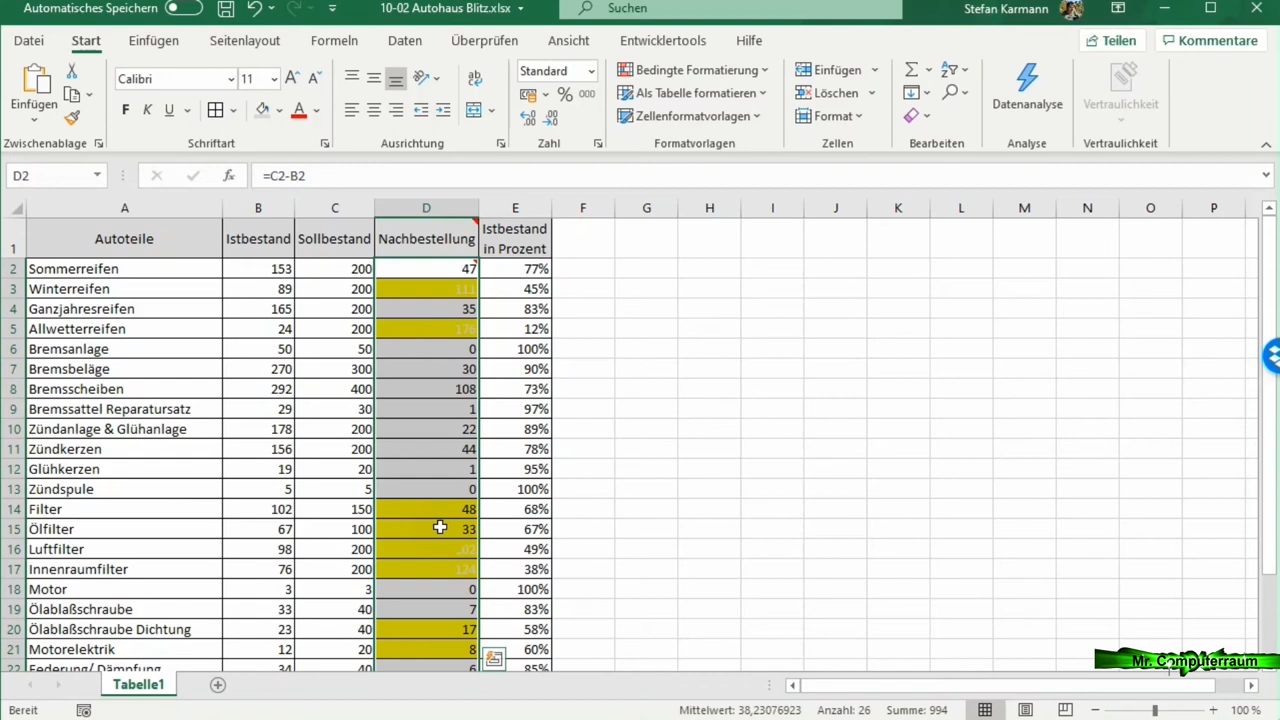 Automatisches Speichern
10-02 Autohaus Blitz.xlsx
Suchen
Stefan Karmann
Datei Start Einfügen Seitenlayout Formeln Daten Überprüfen Ansicht Entwicklertools Hilfe
Teilen Kommentare
Einfügen
Calibri 11
F K U
ab
Standard
% 000
Bedingte Formatierung
Als Tabelle formatieren
Zellenformatvorlagen
Einfügen
Löschen
Format
Datenanalyse
Vertraulichkeit
Zwischenablage Schriftart Ausrichtung Zahl Formatvorlagen Zellen Bearbeiten Analyse Vertraulichkeit
D2 fx =C2-B2
A B C D E F G H I J K L M N O P
1 Autoteile Istbestand Sollbestand Nachbestellung Istbestand in Prozent
2 Sommerreifen 153 200 47 77%
3 Winterreifen 89 200 111 45%
4 Ganzjahresreifen 165 200 35 83%
5 Allwetterreifen 24 200 176 12%
6 Bremsanlage 50 50 0 100%
7 Bremsbeläge 270 300 30 90%
8 Bremsscheiben 292 400 108 73%
9 Bremssattel Reparatursatz 29 30 1 97%
10 Zündanlage & Glühanlage 178 200 22 89%
11 Zündkerzen 156 200 44 78%
12 Glühkerzen 19 20 1 95%
13 Zündspule 5 5 0 100%
14 Filter 102 150 48 68%
15 Ölfilter 67 100 33 67%
16 Luftfilter 98 200 49%
17 Innenraumfilter 76 200 124 38%
18 Motor 3 3 0 100%
19 Ölablaßschraube 33 40 7 83%
20 Ölablaßschraube Dichtung 23 40 17 58%
21 Motorelektrik 12 20 8 60%
22 Federung/ Dämpfung 34 40 6 85%
Mr. Computerraum
Tabelle1
Bereit
Mittelwert: 38,23076923 Anzahl: 26 Summe: 994
100 %